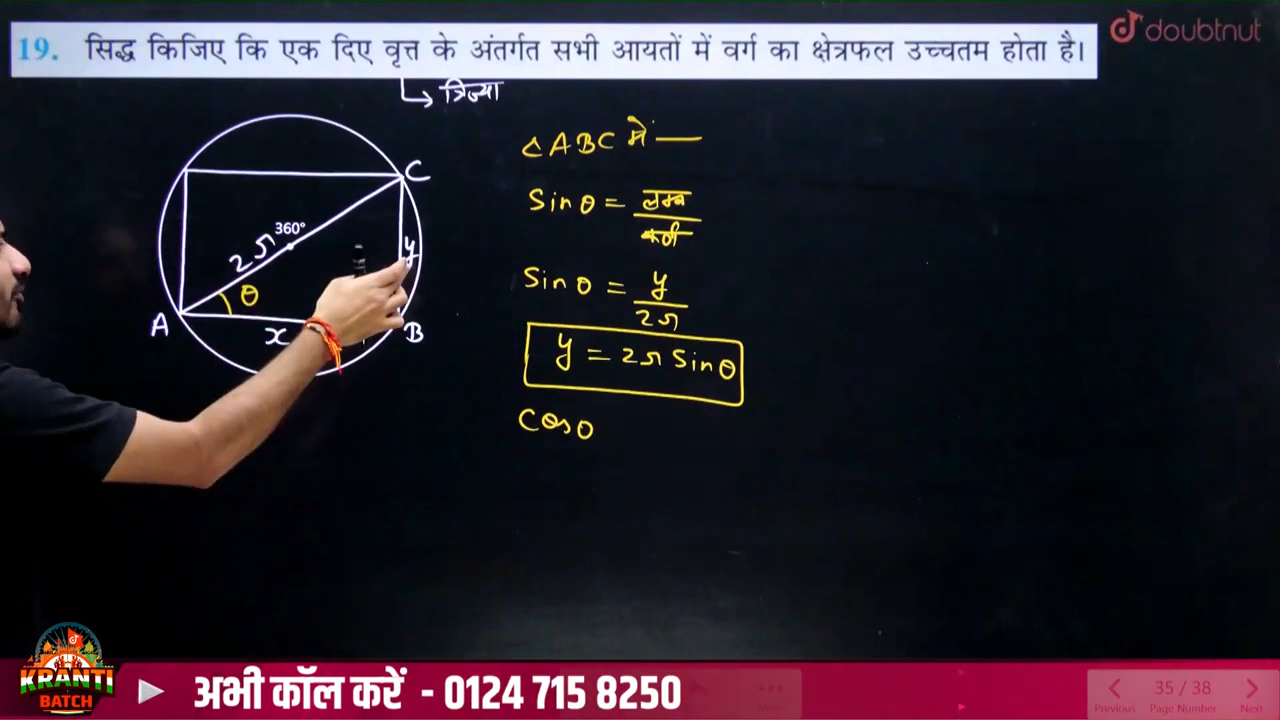 19. सिद्ध किजिए कि एक दिए वृत्त के अंतर्गत सभी आयतों में वर्ग का क्षेत्रफल उच्चतम होता है।
doubtnut
त्रिज्या
C
360°
2r
y
θ
A
x
B
△ABC में —
Sinθ = लम्ब / कर्ण
Sinθ = y / 2r
y = 2r Sinθ
Cosθ
KRANTI
BATCH
अभी कॉल करें - 0124 715 8250
35 / 38
Previous Page Number Next